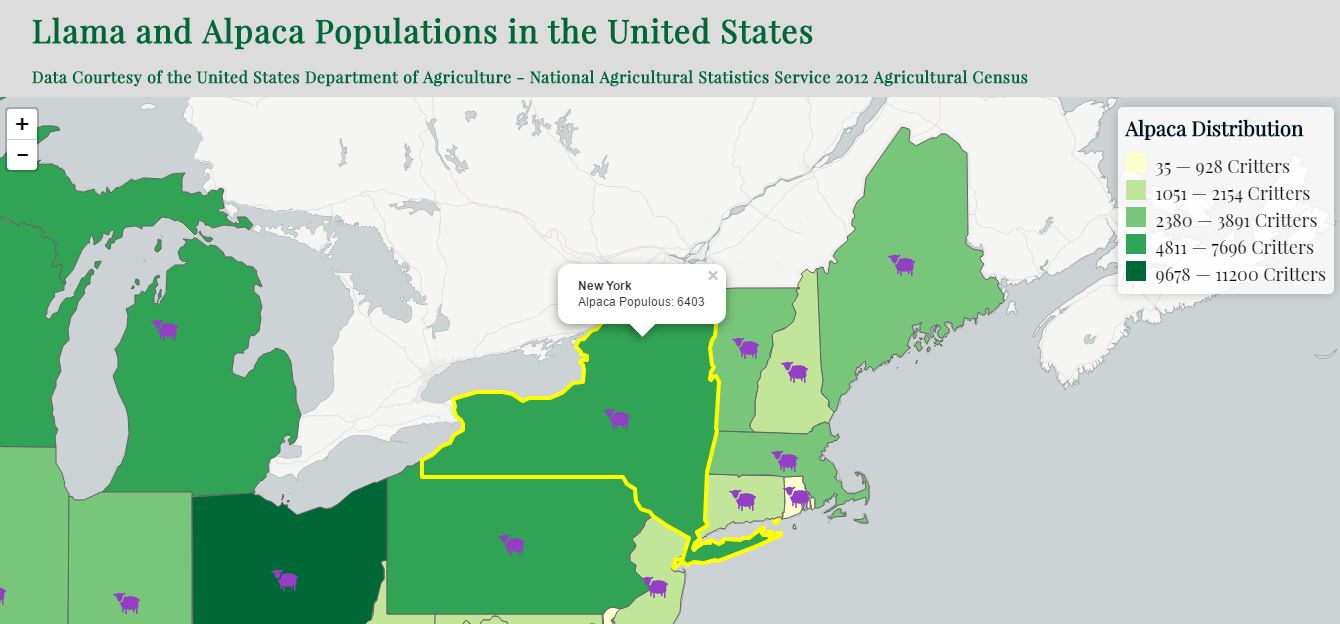 Llama and Alpaca Populations in the United States
Data Courtesy of the United States Department of Agriculture - National Agricultural Statistics Service 2012 Agricultural Census
+
−
Alpaca Distribution
35 — 928 Critters
1051 — 2154 Critters
2380 — 3891 Critters
4811 — 7696 Critters
9678 — 11200 Critters
×
New York
Alpaca Populous: 6403